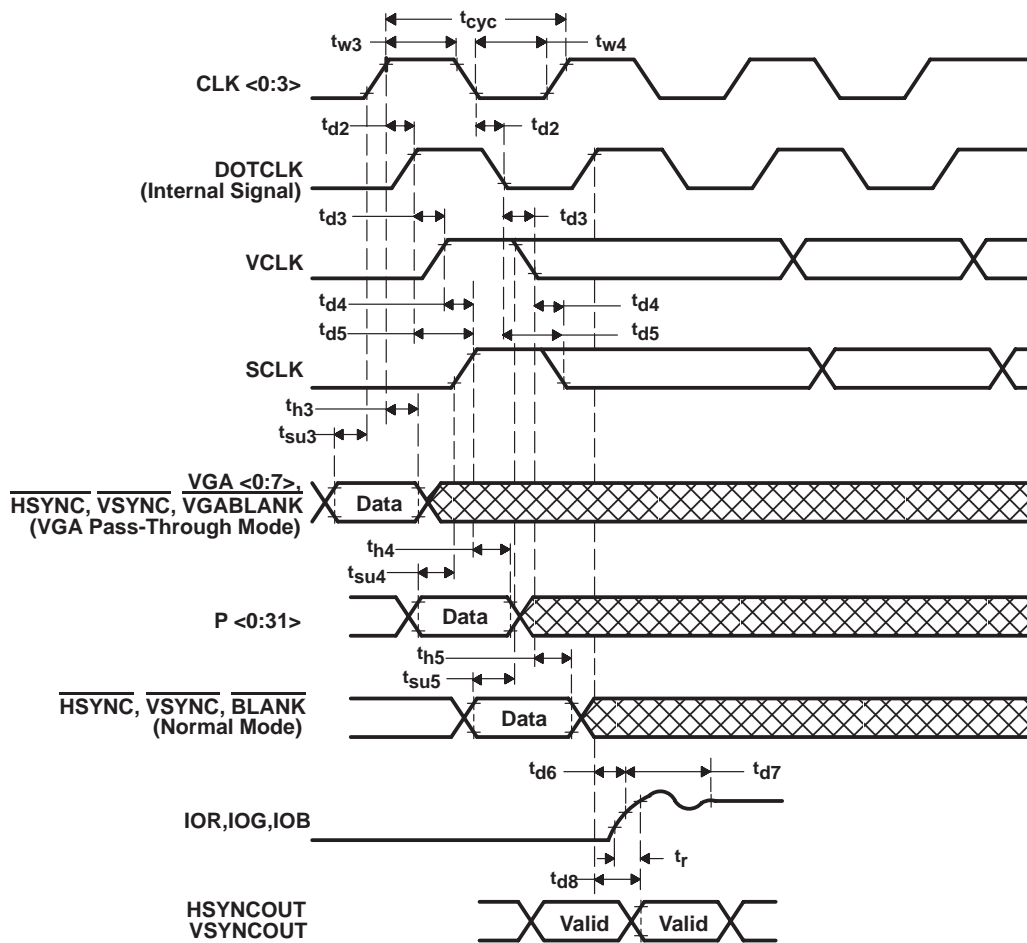 tcyc
tw3
tw4
CLK <0:3>
td2
td2
DOTCLK
(Internal Signal)
td3
td3
VCLK
td4
td4
td5
td5
SCLK
th3
tsu3
VGA <0:7>,
HSYNC, VSYNC, VGABLANK
(VGA Pass-Through Mode)
Data
th4
tsu4
P <0:31>
Data
th5
tsu5
HSYNC, VSYNC, BLANK
(Normal Mode)
Data
td6
td7
IOR,IOG,IOB
tr
td8
HSYNCOUT
VSYNCOUT
Valid Valid